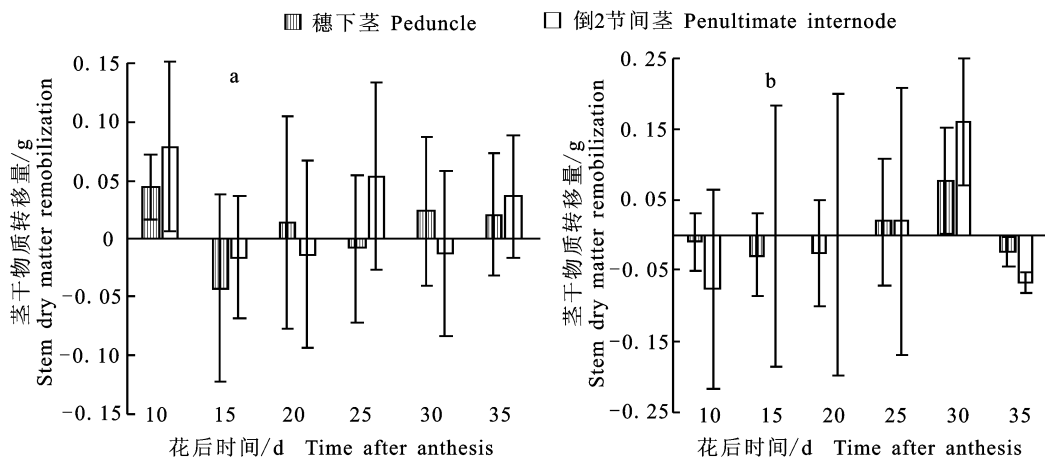 穗下茎 Peduncle
倒2节间茎 Penultimate internode
a
茎干物质转移量/g
Stem dry matter remobilization
0.15
0.10
0.05
0
-0.05
-0.10
-0.15
10 15 20 25 30 35
花后时间/d Time after anthesis
b
茎干物质转移量/g
Stem dry matter remobilization
0.25
0.15
0.05
-0.05
-0.15
-0.25
10 15 20 25 30 35
花后时间/d Time after anthesis